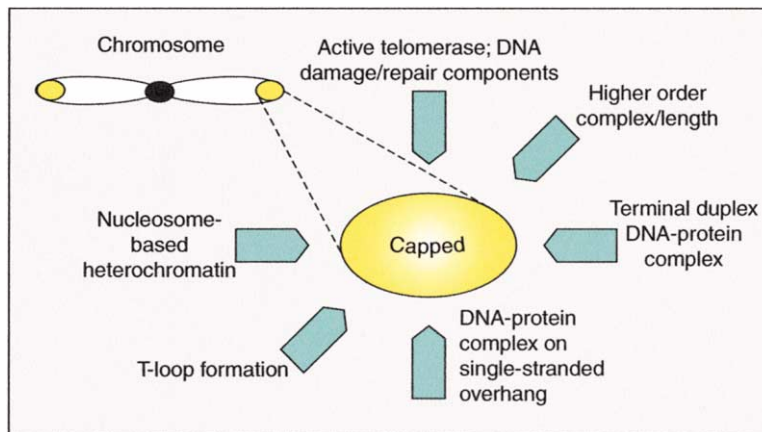 Chromosome
Active telomerase; DNA
damage/repair components
Higher order
complex/length
Nucleosome-
based
heterochromatin
Capped
Terminal duplex
DNA-protein
complex
T-loop formation
DNA-protein
complex on
single-stranded
overhang